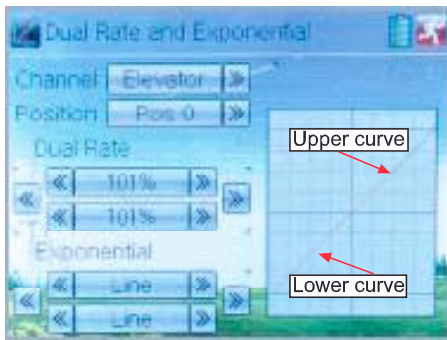 Dual Rate and Exponential
Channel Elevator
Position Pos 0
Dual Rate
101%
101%
Exponential
Line
Line
Upper curve
Lower curve